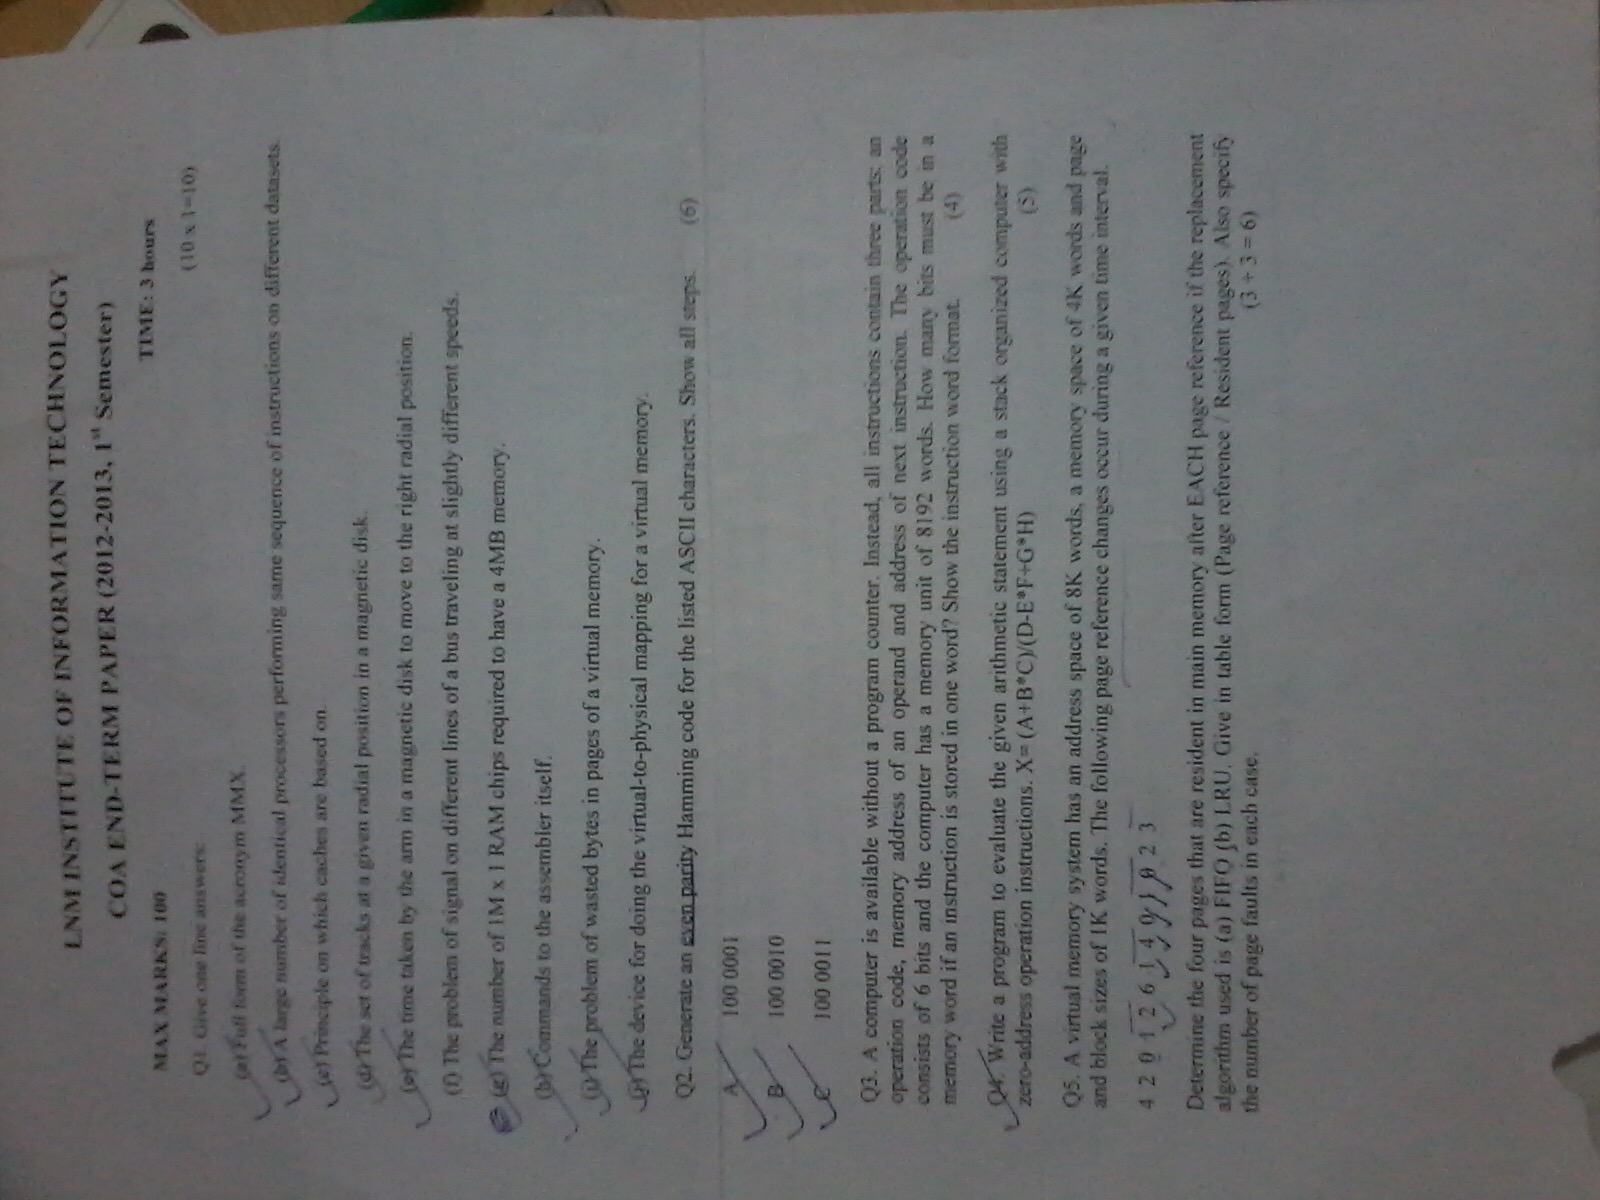 LNM INSTITUTE OF INFORMATION TECHNOLOGY
COA END-TERM PAPER (2012-2013, 1st Semester)
MAX MARKS: 100
TIME: 3 hours
Q1. Give one line answers:
(10 x 1=10)
(a) Full form of the acronym MMX.
(b) A large number of identical processors performing same sequence of instructions on different datasets.
(c) Principle on which caches are based on.
(d) The set of tracks at a given radial position in a magnetic disk.
(e) The time taken by the arm in a magnetic disk to move to the right radial position.
(f) The problem of signal on different lines of a bus traveling at slightly different speeds.
(g) The number of 1M x 1 RAM chips required to have a 4MB memory.
(h) Commands to the assembler itself.
(i) The problem of wasted bytes in pages of a virtual memory.
(j) The device for doing the virtual-to-physical mapping for a virtual memory.
Q2. Generate an even parity Hamming code for the listed ASCII characters. Show all steps. (6)
A 100 0001
B 100 0010
C 100 0011
Q3. A computer is available without a program counter. Instead, all instructions contain three parts: an
operation code, memory address of an operand and address of next instruction. The operation code
consists of 6 bits and the computer has a memory unit of 8192 words. How many bits must be in a
memory word if an instruction is stored in one word? Show the instruction word format. (4)
Q4. Write a program to evaluate the given arithmetic statement using a stack organized computer with
zero-address operation instructions. X= (A+B*C)/(D-E*F+G*H) (5)
Q5. A virtual memory system has an address space of 8K words, a memory space of 4K words and page
and block sizes of 1K words. The following page reference changes occur during a given time interval.
4 2 0 1 2 6 1 4 0 1 0 2 3
Determine the four pages that are resident in main memory after EACH page reference if the replacement
algorithm used is (a) FIFO (b) LRU. Give in table form (Page reference / Resident pages). Also specify
the number of page faults in each case. (3 + 3 = 6)